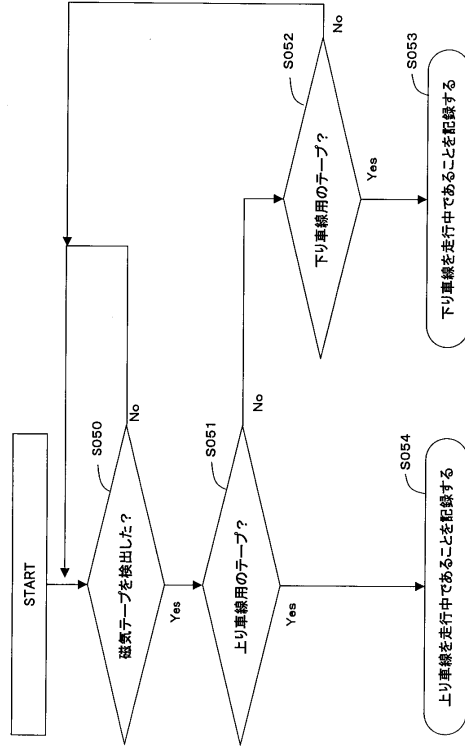 START
磁気テープを検出した?
S050
No
Yes
上り車線用のテープ?
S051
No
Yes
下り車線用のテープ?
S052
No
Yes
上り車線を走行中であることを記録する
S054
下り車線を走行中であることを記録する
S053